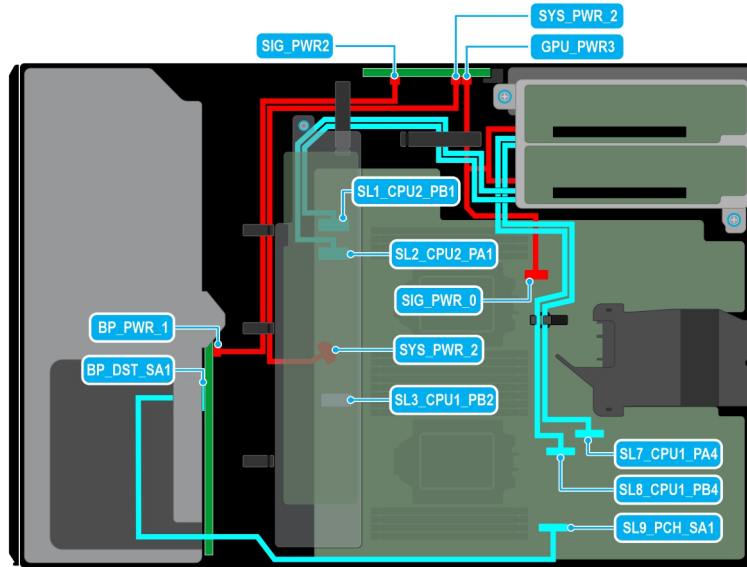 SYS_PWR_2
SIG_PWR2
GPU_PWR3
SL1_CPU2_PB1
SL2_CPU2_PA1
SIG_PWR_0
BP_PWR_1
SYS_PWR_2
BP_DST_SA1
SL3_CPU1_PB2
SL7_CPU1_PA4
SL8_CPU1_PB4
SL9_PCH_SA1